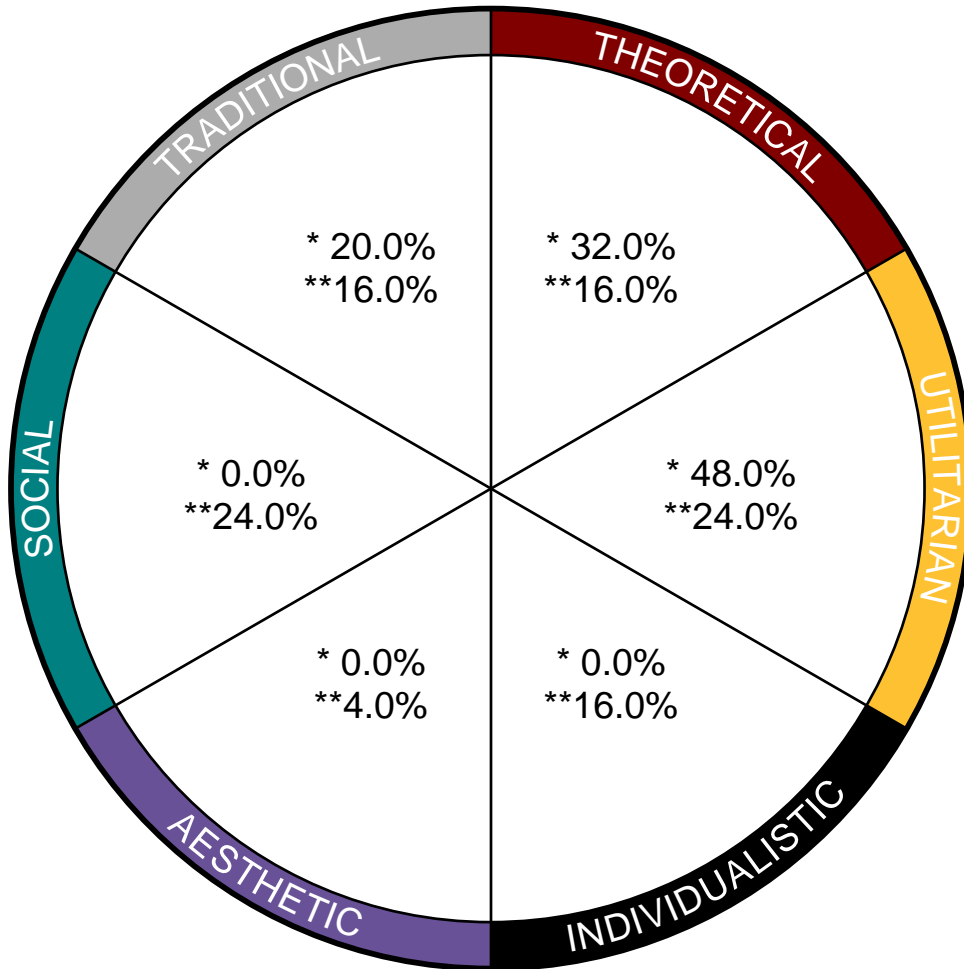 TRADITIONAL
THEORETICAL
* 20.0%
**16.0%
* 32.0%
**16.0%
SOCIAL
* 0.0%
**24.0%
* 48.0%
**24.0%
UTILITARIAN
* 0.0%
**4.0%
* 0.0%
**16.0%
AESTHETIC
INDIVIDUALISTIC